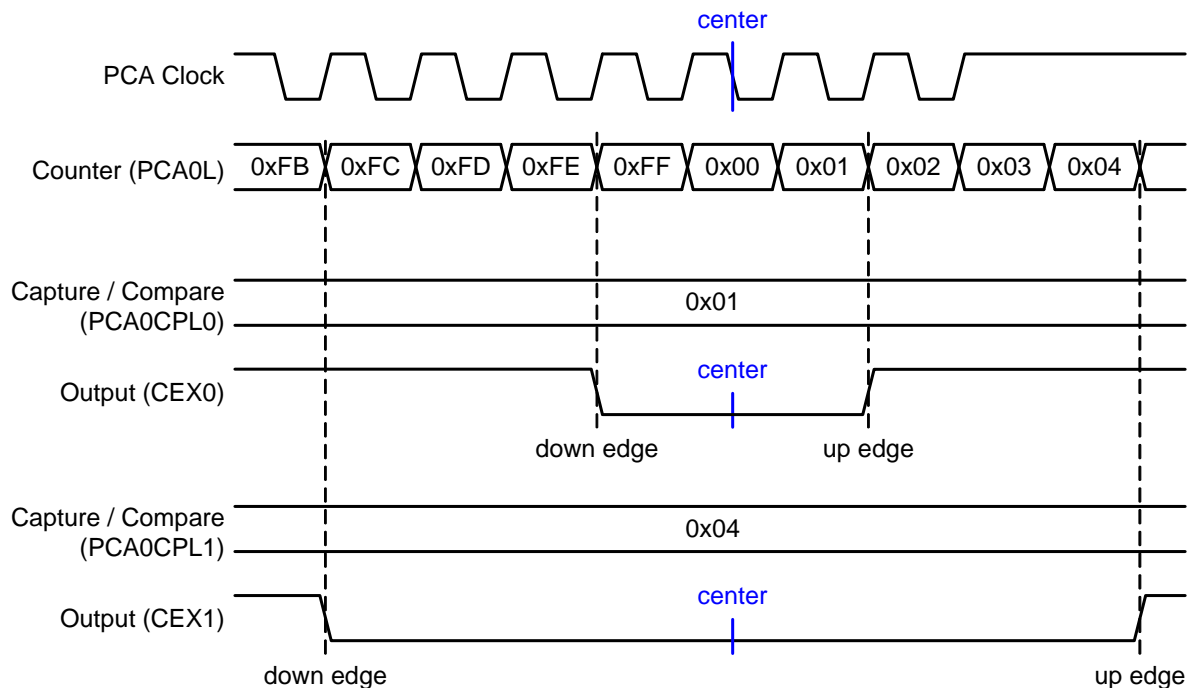 center
PCA Clock
Counter (PCA0L) 0xFB 0xFC 0xFD 0xFE 0xFF 0x00 0x01 0x02 0x03 0x04
Capture / Compare
(PCA0CPL0)
0x01
center
Output (CEX0)
down edge up edge
Capture / Compare
(PCA0CPL1)
0x04
center
Output (CEX1)
down edge up edge